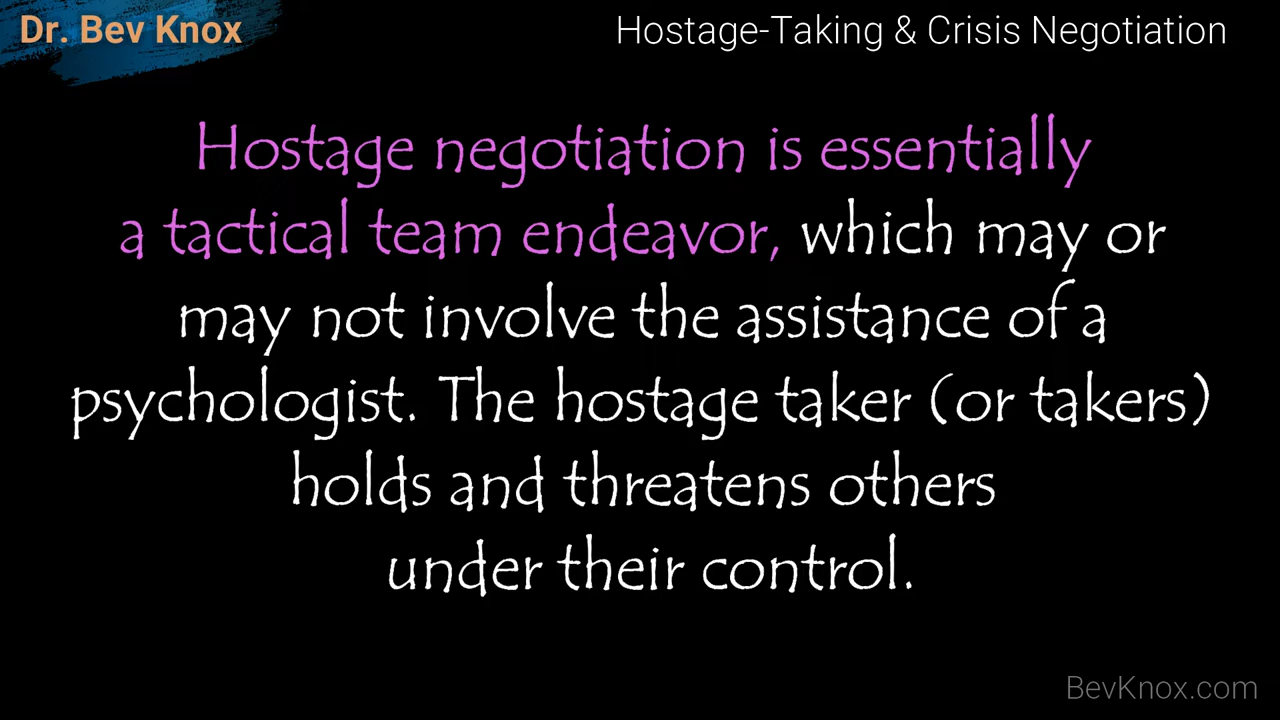 Dr. Bev Knox
Hostage-Taking & Crisis Negotiation
Hostage negotiation is essentially
a tactical team endeavor, which may or
may not involve the assistance of a
psychologist. The hostage taker (or takers)
holds and threatens others
under their control.
BevKnox.com